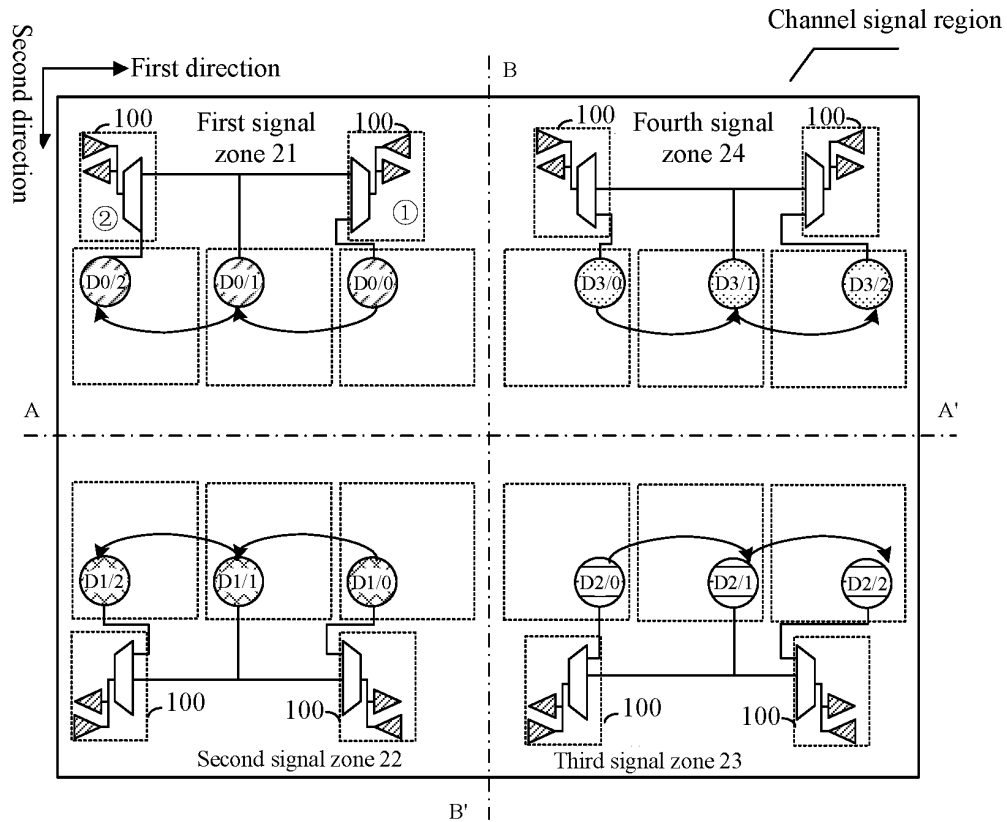 Channel signal region
First direction
Second direction
B
100
First signal
zone 21
100
100
Fourth signal
zone 24
100
②
①
D0/2
D0/1
D0/0
D3/0
D3/1
D3/2
A
A'
D1/2
D1/1
D1/0
D2/0
D2/1
D2/2
100
100
100
100
Second signal zone 22
Third signal zone 23
B'